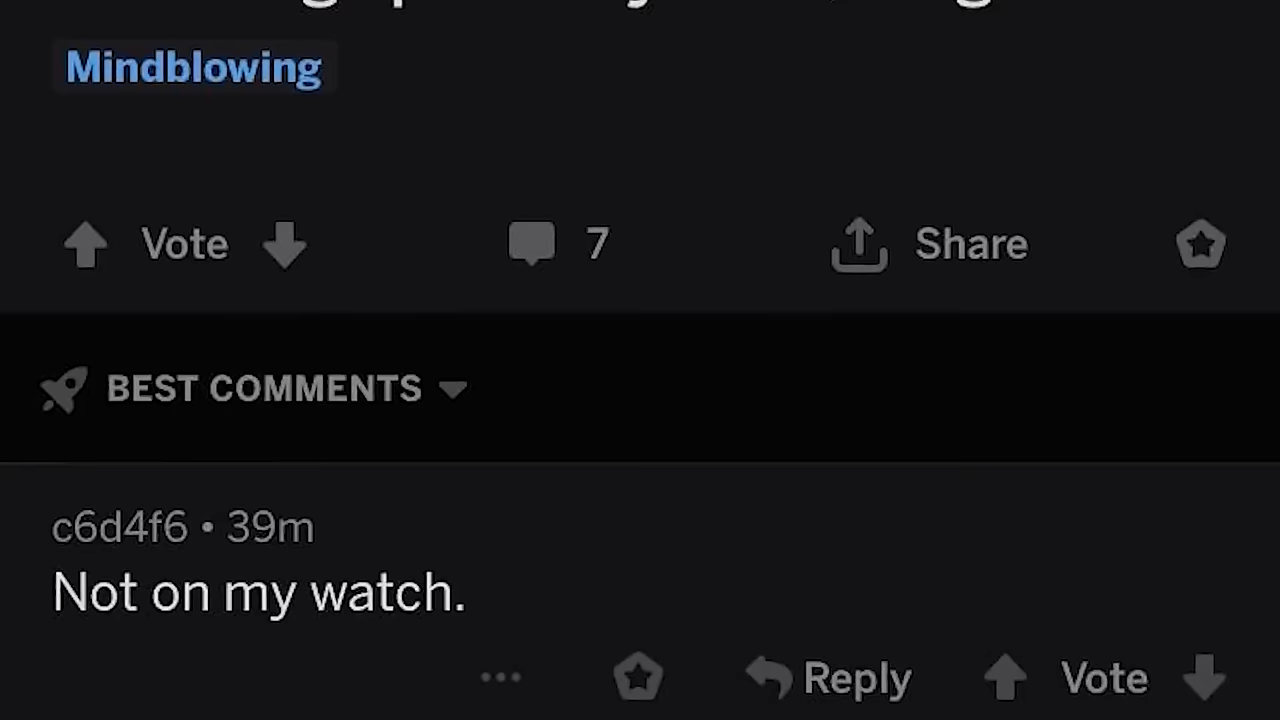 Mindblowing
Vote
7
Share
BEST COMMENTS
c6d4f6 • 39m
Not on my watch.
Reply
Vote